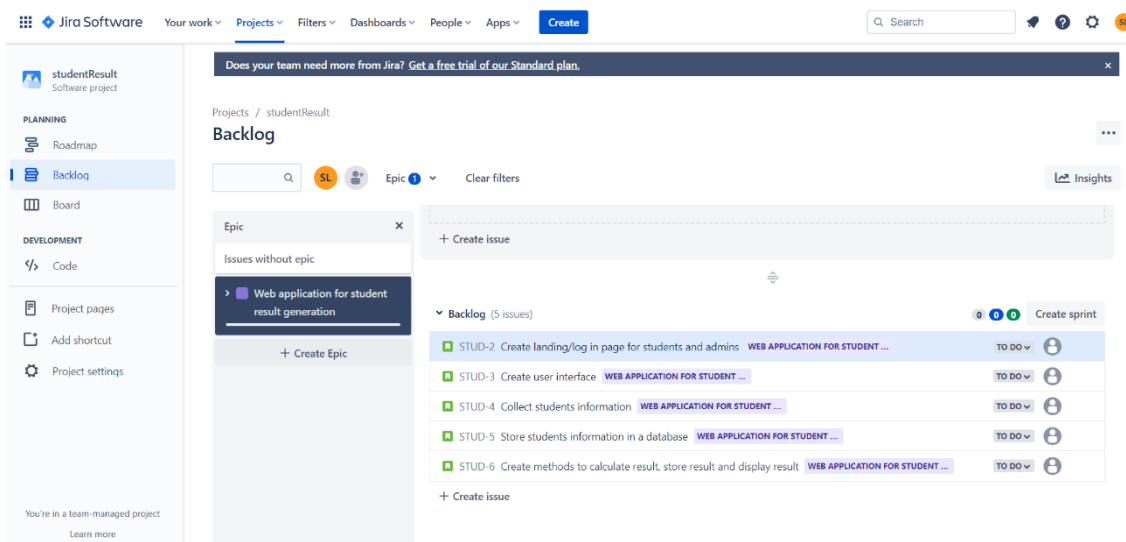 Jira Software Your work Projects Filters Dashboards People Apps Create Search
Does your team need more from Jira? Get a free trial of our Standard plan.
studentResult
Software project
PLANNING
Roadmap
Backlog
Board
DEVELOPMENT
Code
Project pages
Add shortcut
Project settings
You're in a team-managed project
Learn more
Projects / studentResult
Backlog
SL Epic 1 Clear filters Insights
Epic
Issues without epic
Web application for student
result generation
+ Create Epic
+ Create issue
Backlog (5 issues) 0 0 0 Create sprint
STUD-2 Create landing/log in page for students and admins WEB APPLICATION FOR STUDENT ... TO DO
STUD-3 Create user interface WEB APPLICATION FOR STUDENT ... TO DO
STUD-4 Collect students information WEB APPLICATION FOR STUDENT ... TO DO
STUD-5 Store students information in a database WEB APPLICATION FOR STUDENT ... TO DO
STUD-6 Create methods to calculate result, store result and display result WEB APPLICATION FOR STUDENT ... TO DO
+ Create issue